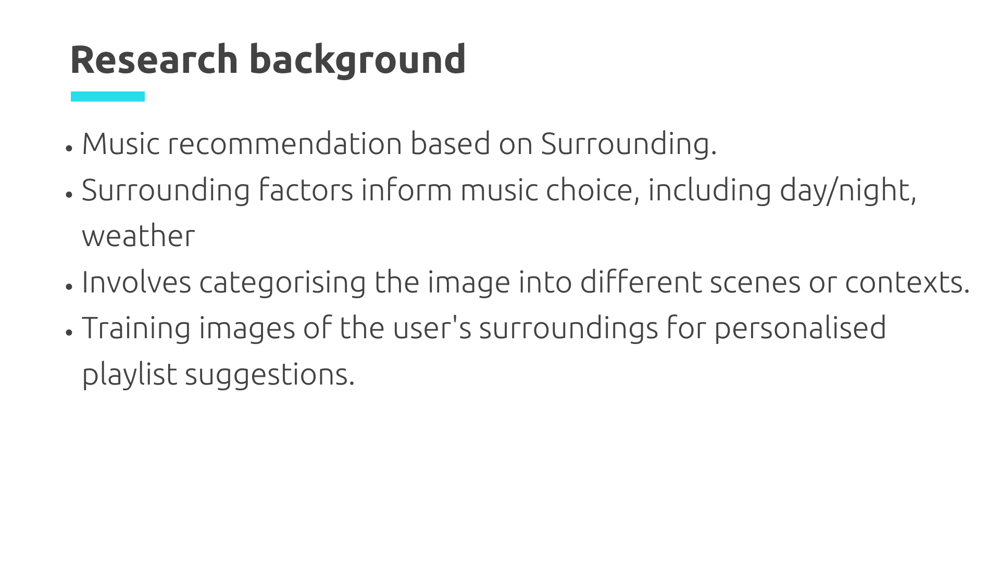 Research background
• Music recommendation based on Surrounding.
• Surrounding factors inform music choice, including day/night,
weather
• Involves categorising the image into different scenes or contexts.
• Training images of the user's surroundings for personalised
playlist suggestions.